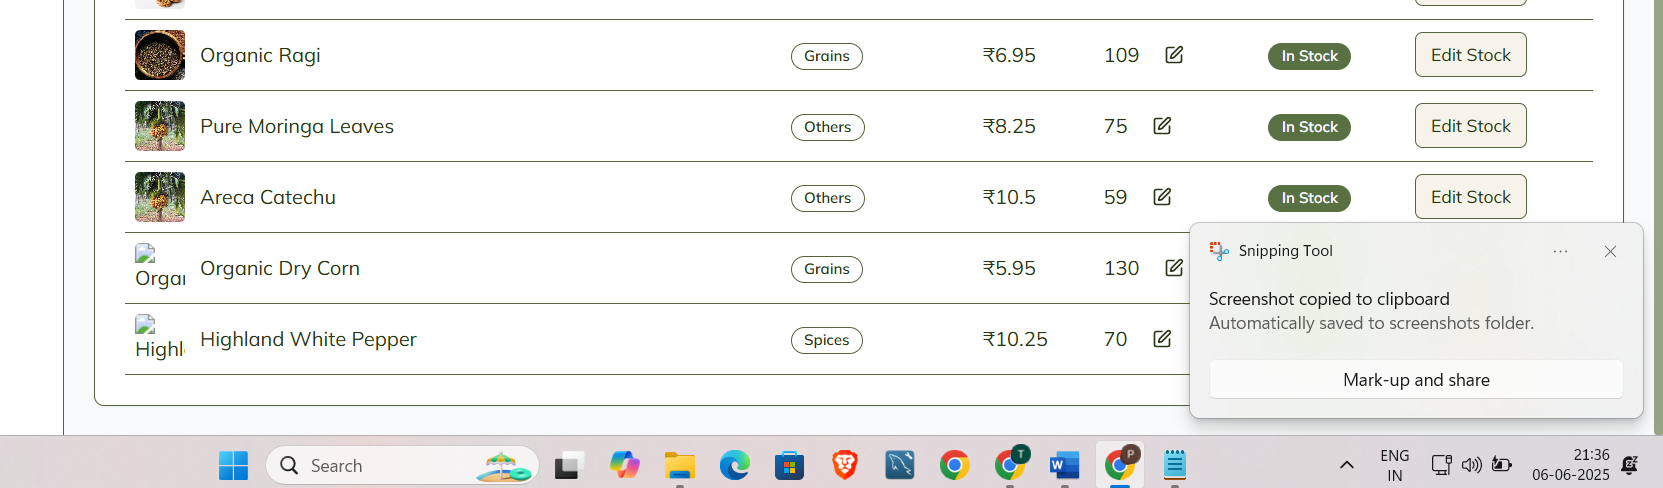 Organic Ragi Grains ₹6.95 109 In Stock Edit Stock
Pure Moringa Leaves Others ₹8.25 75 In Stock Edit Stock
Areca Catechu Others ₹10.5 59 In Stock Edit Stock
Orgar Organic Dry Corn Grains ₹5.95 130
Highl Highland White Pepper Spices ₹10.25 70
Snipping Tool
Screenshot copied to clipboard
Automatically saved to screenshots folder.
Mark-up and share
Search
T
P
ENG
IN
21:36
06-06-2025